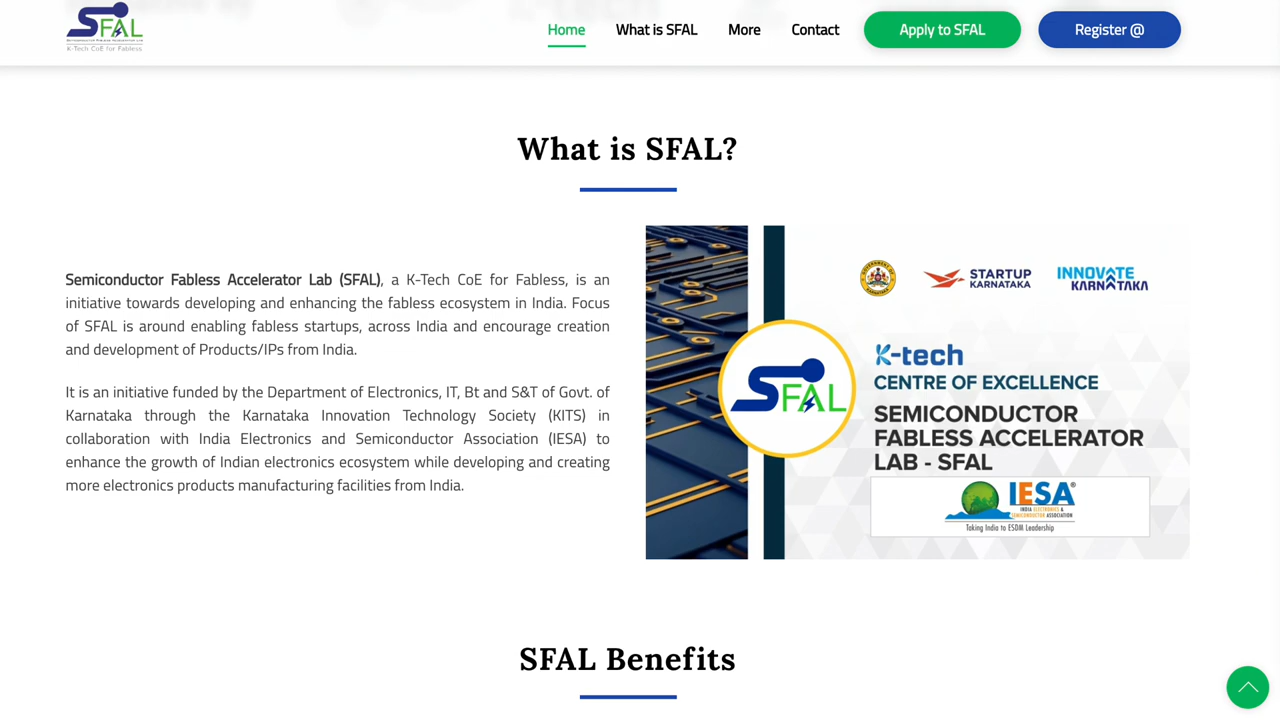 SFAL
K-Tech CoE for Fabless
Home
What is SFAL
More
Contact
Apply to SFAL
Register @
What is SFAL?
Semiconductor Fabless Accelerator Lab (SFAL), a K-Tech CoE for Fabless, is an
initiative towards developing and enhancing the fabless ecosystem in India. Focus
of SFAL is around enabling fabless startups, across India and encourage creation
and development of Products/IPs from India.
It is an initiative funded by the Department of Electronics, IT, Bt and S&T of Govt. of
Karnataka through the Karnataka Innovation Technology Society (KITS) in
collaboration with India Electronics and Semiconductor Association (IESA) to
enhance the growth of Indian electronics ecosystem while developing and creating
more electronics products manufacturing facilities from India.
STARTUP
KARNATAKA
INNOVATE
KARNATAKA
K-tech
CENTRE OF EXCELLENCE
SEMICONDUCTOR
FABLESS ACCELERATOR
LAB - SFAL
SFAL
IESA®
INDIA ELECTRONICS &
SEMICONDUCTOR ASSOCIATION
Taking India to ESDM Leadership
SFAL Benefits